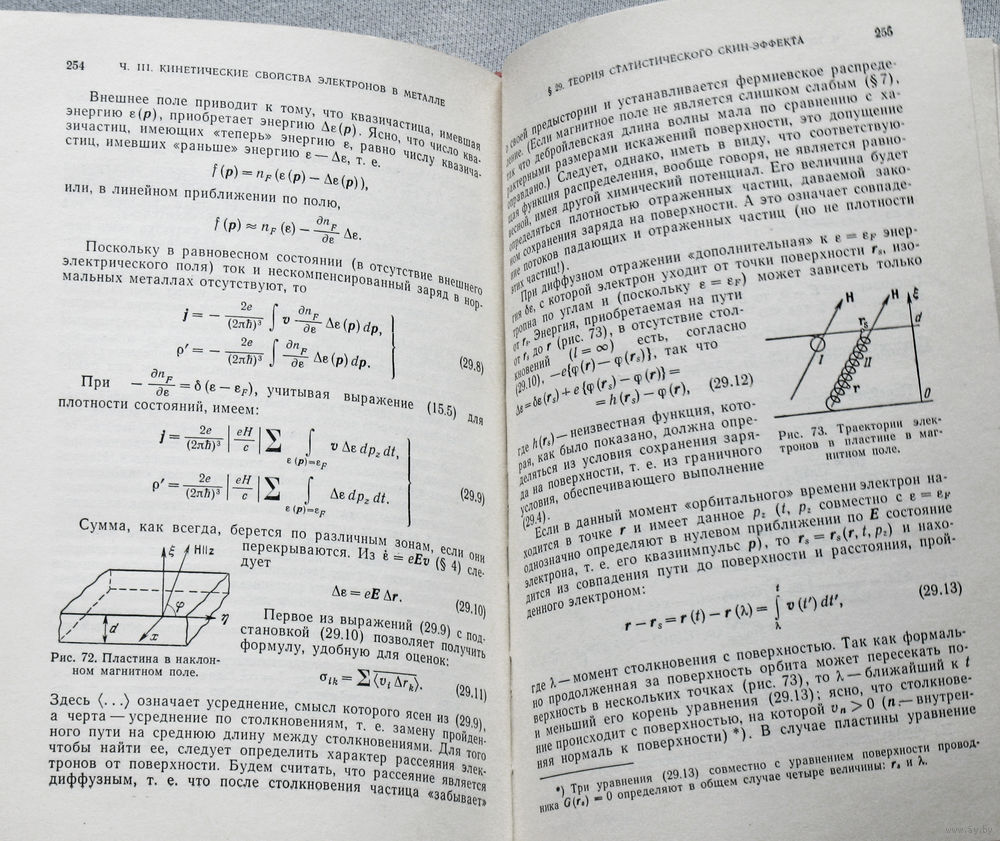 254
Ч. III. КИНЕТИЧЕСКИЕ СВОЙСТВА ЭЛЕКТРОНОВ В МЕТАЛЛЕ
Внешнее поле приводит к тому, что квазичастица, имевшая
энергию ε(p), приобретает энергию Δε(p). Ясно, что число ква-
зичастиц, имеющих «теперь» энергию ε, равно числу квазича-
стиц, имевших «раньше» энергию ε — Δε, т. е.
f(p) = n_F(ε(p) − Δε(p)),
или, в линейном приближении по полю,
f(p) ≈ n_F(ε) − ∂n_F/∂ε Δε.
Поскольку в равновесном состоянии (в отсутствие внешнего
электрического поля) ток и нескомпенсированный заряд в нор-
мальных металлах отсутствуют, то
j = − 2e/(2πħ)³ ∫ v ∂n_F/∂ε Δε(p) dp,
ρ′ = − 2e/(2πħ)³ ∫ ∂n_F/∂ε Δε(p) dp.
(29.8)
При − ∂n_F/∂ε = δ(ε − ε_F), учитывая выражение (15.5) для
плотности состояний, имеем:
j = 2e/(2πħ)³ |eH/c| ∑ ∫_{ε(p)=ε_F} v Δε dp_z dt,
ρ′ = 2e/(2πħ)³ |eH/c| ∑ ∫_{ε(p)=ε_F} Δε dp_z dt.
(29.9)
Сумма, как всегда, берется по различным зонам, если они
перекрываются. Из ε̇ = eEv (§ 4) сле-
дует
Δε = eE Δr. (29.10)
Первое из выражений (29.9) с под-
становкой (29.10) позволяет получить
формулу, удобную для оценок:
σ_ik = ∑ ⟨v_i Δr_k⟩. (29.11)
ξ H∥z
φ η
d x
Рис. 72. Пластина в наклон-
ном магнитном поле.
Здесь ⟨...⟩ означает усреднение, смысл которого ясен из (29.9),
а черта — усреднение по столкновениям, т. е. замену пройден-
ного пути на среднюю длину между столкновениями. Для того
чтобы найти ее, следует определить характер рассеяния элек-
тронов от поверхности. Будем считать, что рассеяние является
диффузным, т. е. что после столкновения частица «забывает»
§ 29. ТЕОРИЯ СТАТИСТИЧЕСКОГО СКИН-ЭФФЕКТА
255
о своей предыстории и устанавливается фермиевское распреде-
ление. (Если магнитное поле не является слишком слабым (§ 7),
так что дебройлевская длина волны мала по сравнению с ха-
рактерными размерами искажений поверхности, это допущение
оправдано.) Следует, однако, иметь в виду, что соответствую-
щая функция распределения, вообще говоря, не является равно-
весной, имея другой химический потенциал. Его величина будет
определяться плотностью отраженных частиц, даваемой зако-
ном сохранения заряда на поверхности. А это означает совпаде-
ние потоков падающих и отраженных частиц (но не плотности
этих частиц!).
При диффузном отражении «дополнительная» к ε = ε_F энер-
гия δε, с которой электрон уходит от точки поверхности r_s, изо-
тропна по углам и (поскольку ε = ε_F) может зависеть только
от r_s. Энергия, приобретаемая на пути
от r_s до r (рис. 73), в отсутствие стол-
кновений (l = ∞) есть, согласно
(29.10), −e{φ(r) − φ(r_s)}, так что
Δε = δε(r_s) + e{φ(r_s) − φ(r)} =
= h(r_s) − φ(r), (29.12)
где h(r_s) — неизвестная функция, кото-
рая, как было показано, должна опре-
деляться из условия сохранения заря-
да на поверхности, т. е. из граничного
условия, обеспечивающего выполнение
(29.4).
H H ξ
r_s d
I II
r 0
Рис. 73. Траектории элек-
тронов в пластине в маг-
нитном поле.
Если в данный момент «орбитального» времени электрон на-
ходится в точке r и имеет данное p_z (t, p_z совместно с ε = ε_F
однозначно определяют в нулевом приближении по E состояние
электрона, т. е. его квазиимпульс p), то r_s = r_s(r, t, p_z) и нахо-
дится из совпадения пути до поверхности и расстояния, прой-
денного электроном:
r − r_s = r(t) − r(λ) = ∫_λ^t v(t′) dt′, (29.13)
где λ — момент столкновения с поверхностью. Так как формаль-
но продолженная за поверхность орбита может пересекать по-
верхность в нескольких точках (рис. 73), то λ — ближайший к t
и меньший его корень уравнения (29.13); ясно, что столкнове-
ние происходит с поверхностью, на которой v_n > 0 (n — внутрен-
няя нормаль к поверхности) *). В случае пластины уравнение
*) Три уравнения (29.13) совместно с уравнением поверхности провод-
ника G(r_s) = 0 определяют в общем случае четыре величины: r_s и λ.
www.ay.by